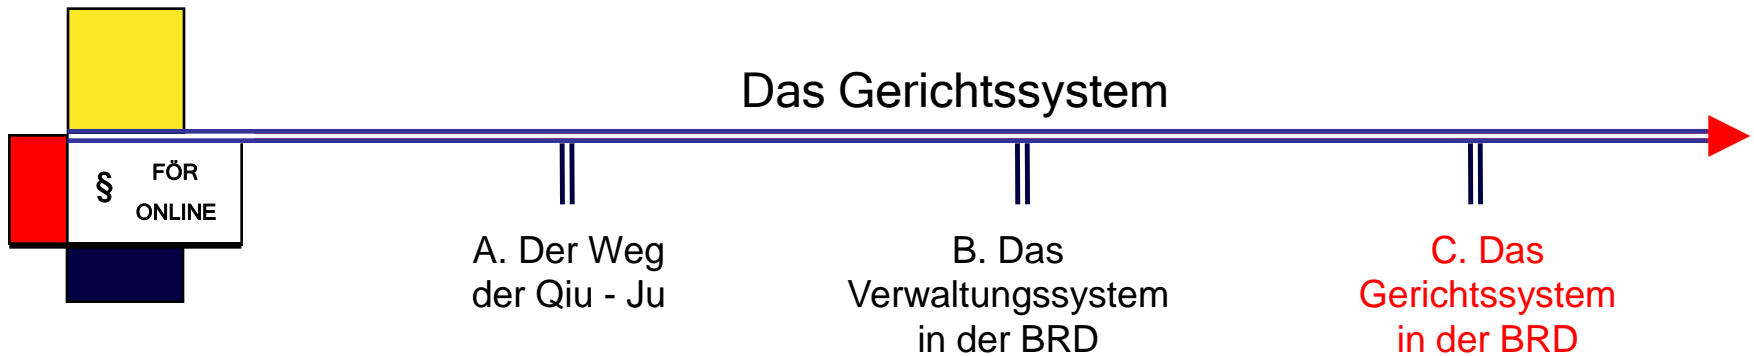 Das Gerichtssystem
§ FÖR
ONLINE
A. Der Weg
der Qiu - Ju
B. Das
Verwaltungssystem
in der BRD
C. Das
Gerichtssystem
in der BRD